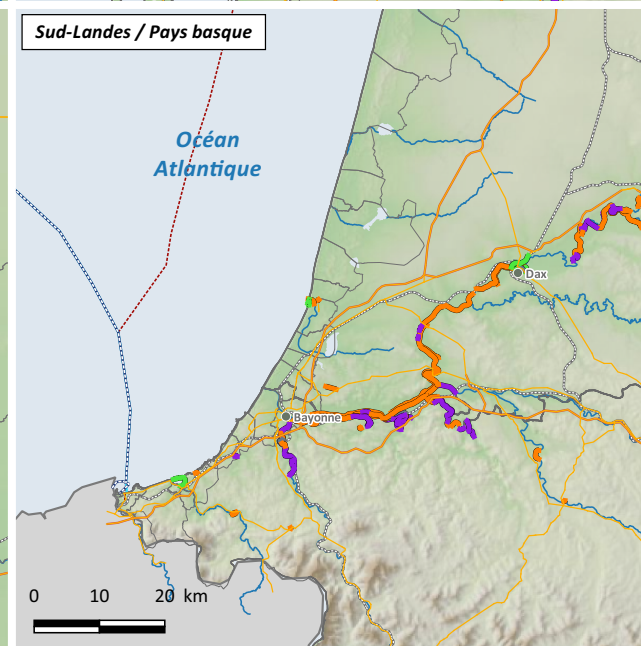 Sud-Landes / Pays basque
Océan
Atlantique
Dax
Bayonne
0 10 20 km